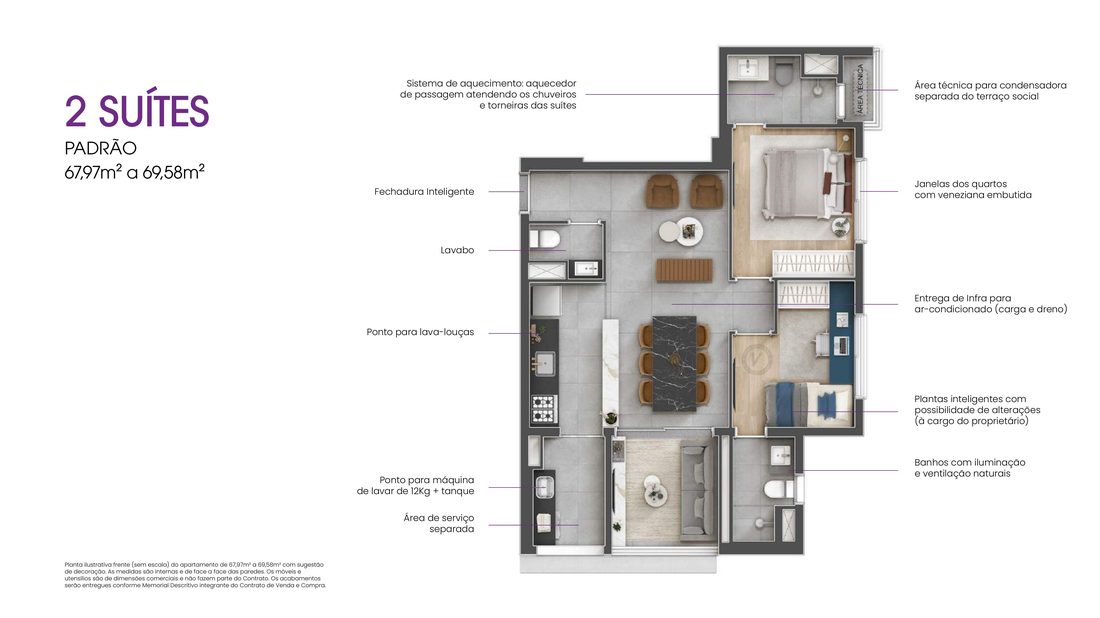 2 SUÍTES
PADRÃO
67,97m² a 69,58m²
Sistema de aquecimento: aquecedor
de passagem atendendo os chuveiros
e torneiras das suítes
Fechadura Inteligente
Lavabo
Ponto para lava-louças
Ponto para máquina
de lavar de 12Kg + tanque
Área de serviço
separada
ÁREA TÉCNICA
Área técnica para condensadora
separada do terraço social
Janelas dos quartos
com veneziana embutida
Entrega de Infra para
ar-condicionado (carga e dreno)
Plantas inteligentes com
possibilidade de alterações
(à cargo do proprietário)
Banhos com iluminação
e ventilação naturais
Planta ilustrativa frente (sem escala) do apartamento de 67,97m² a 69,58m² com sugestão
de decoração. As medidas são internas e de face a face das paredes. Os móveis e
utensílios são de dimensões comerciais e não fazem parte do Contrato. Os acabamentos
serão entregues conforme Memorial Descritivo integrante do Contrato de Venda e Compra.